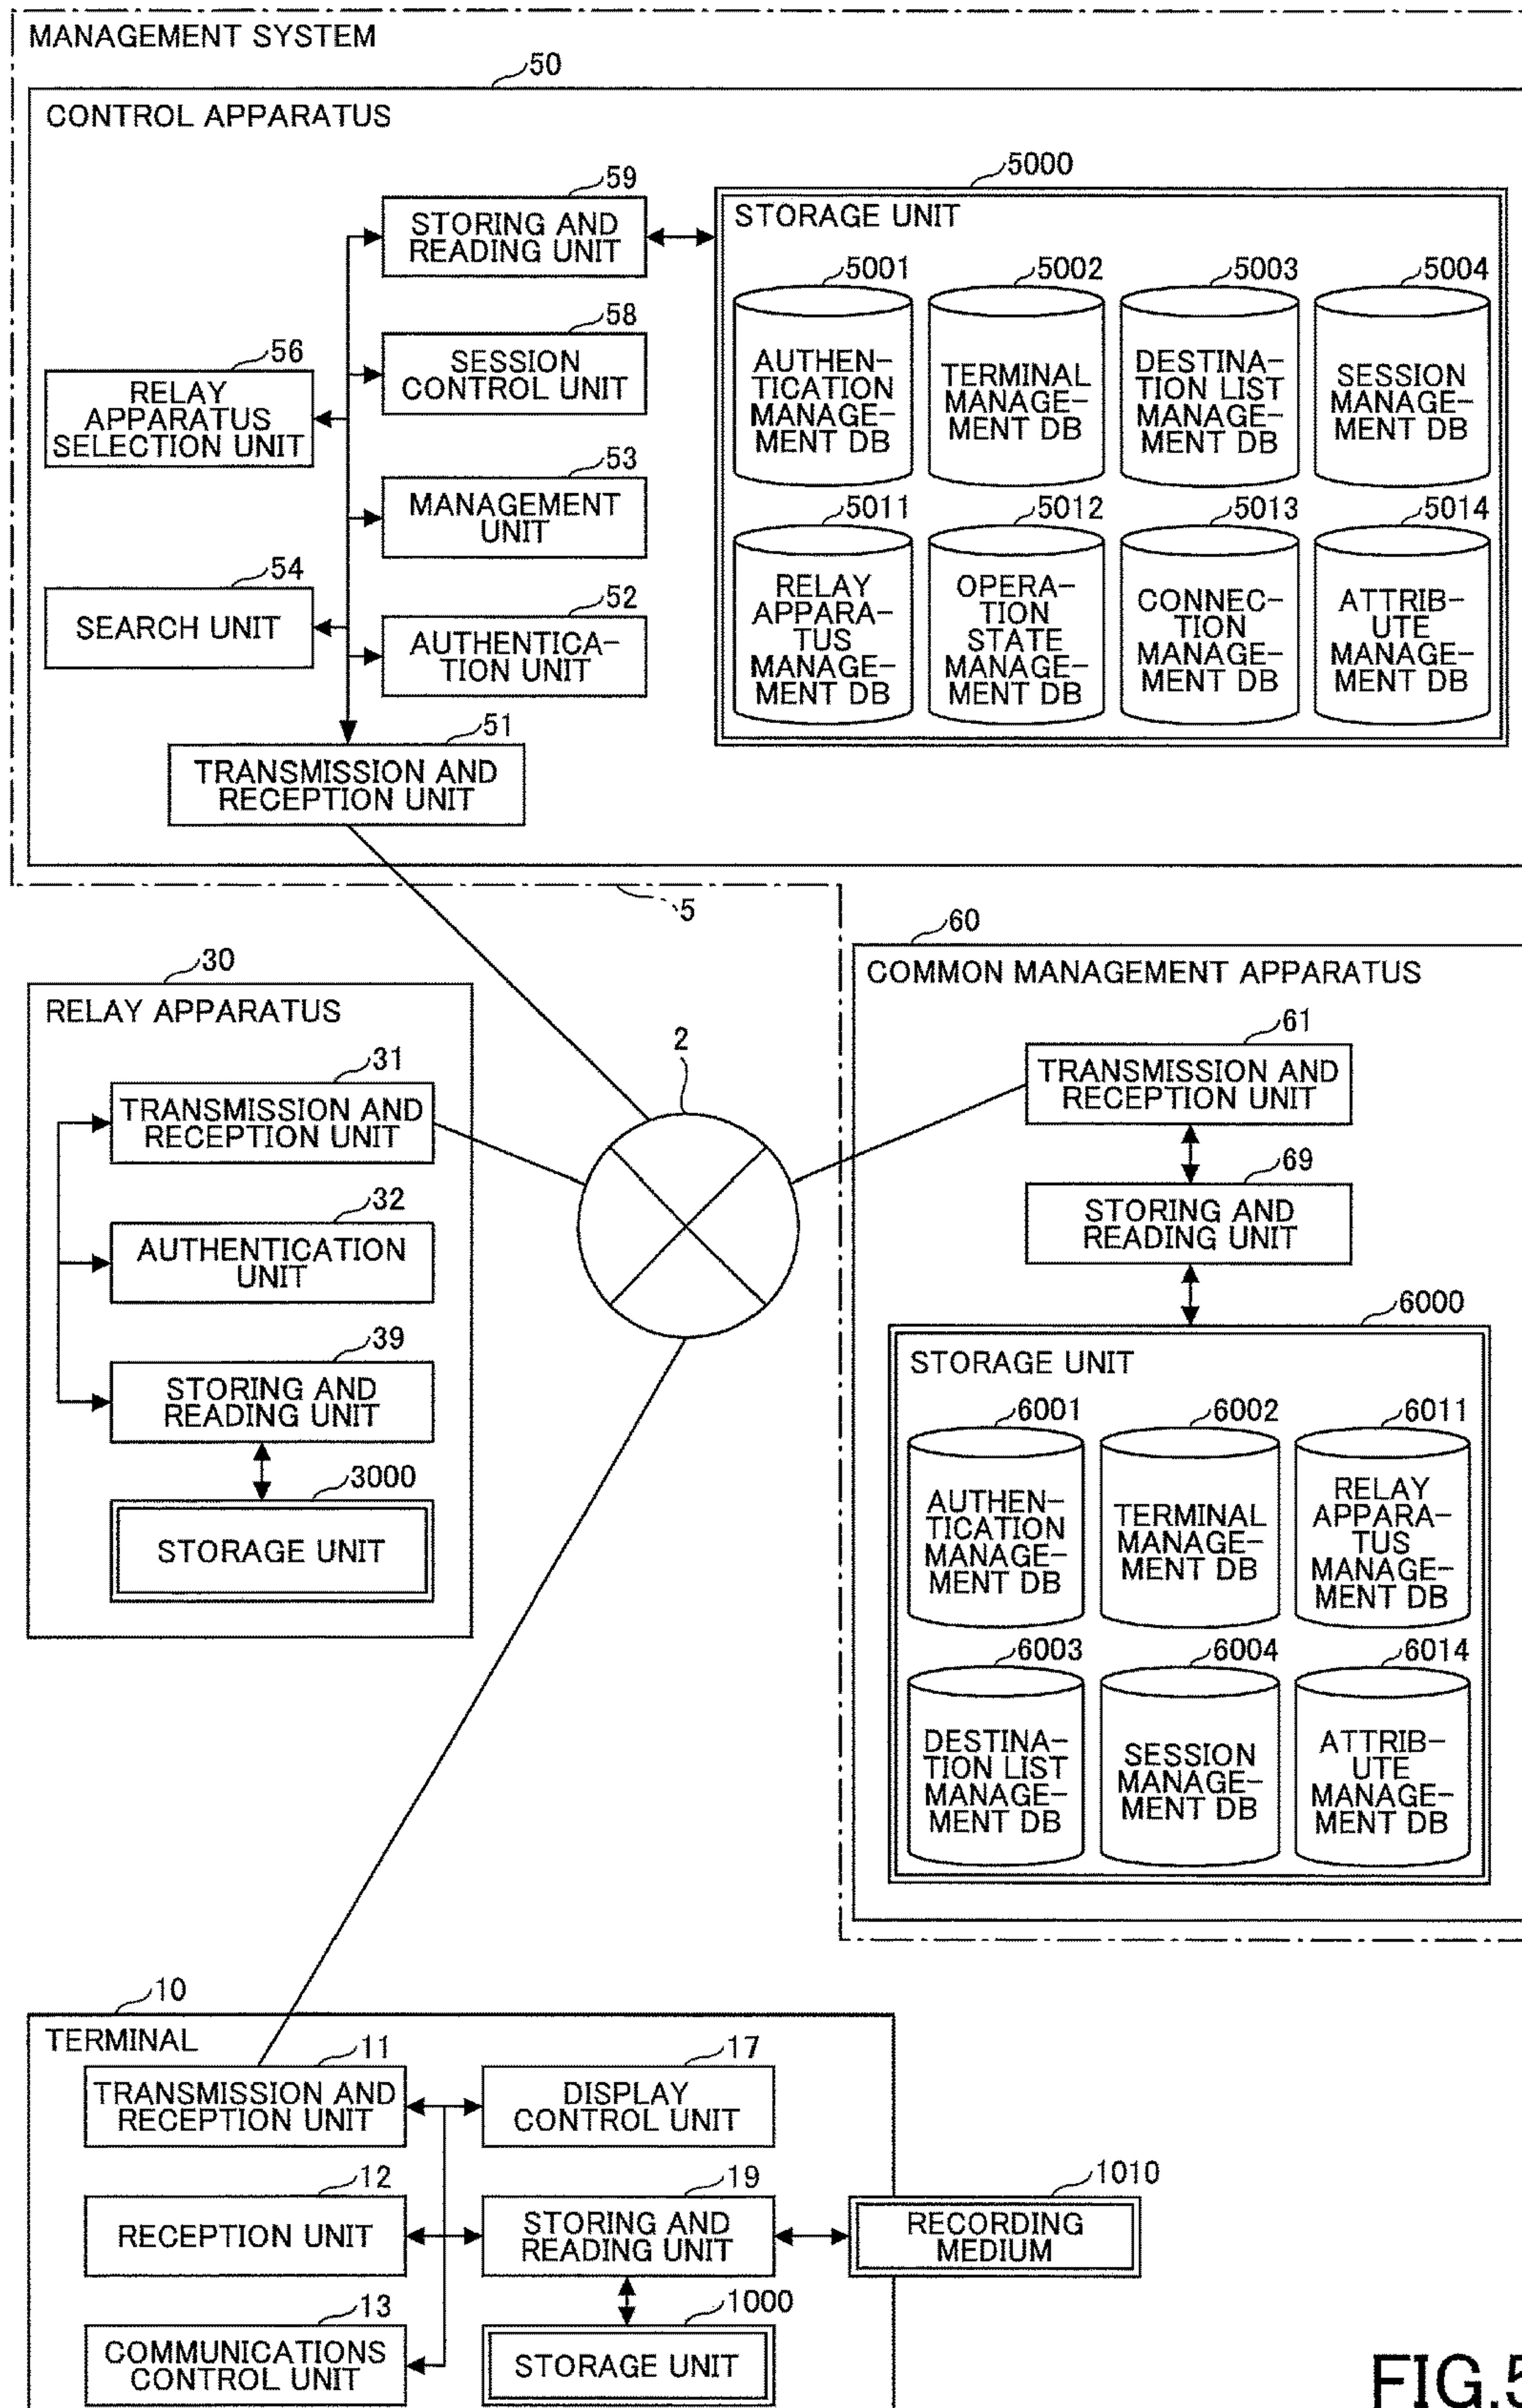 MANAGEMENT SYSTEM
50
CONTROL APPARATUS
59
STORING AND
READING UNIT
58
SESSION
CONTROL UNIT
56
RELAY
APPARATUS
SELECTION UNIT
53
MANAGEMENT
UNIT
54
SEARCH UNIT
52
AUTHENTICA-
TION UNIT
51
TRANSMISSION AND
RECEPTION UNIT
5000
STORAGE UNIT
5001
AUTHEN-
TICATION
MANAGE-
MENT DB
5002
TERMINAL
MANAGE-
MENT DB
5003
DESTINA-
TION LIST
MANAGE-
MENT DB
5004
SESSION
MANAGE-
MENT DB
5011
RELAY
APPARA-
TUS
MANAGE-
MENT DB
5012
OPERA-
TION
STATE
MANAGE-
MENT DB
5013
CONNEC-
TION
MANAGE-
MENT DB
5014
ATTRIB-
UTE
MANAGE-
MENT DB
5
30
RELAY APPARATUS
31
TRANSMISSION AND
RECEPTION UNIT
32
AUTHENTICATION
UNIT
39
STORING AND
READING UNIT
3000
STORAGE UNIT
2
60
COMMON MANAGEMENT APPARATUS
61
TRANSMISSION AND
RECEPTION UNIT
69
STORING AND
READING UNIT
6000
STORAGE UNIT
6001
AUTHEN-
TICATION
MANAGE-
MENT DB
6002
TERMINAL
MANAGE-
MENT DB
6011
RELAY
APPARA-
TUS
MANAGE-
MENT DB
6003
DESTINA-
TION LIST
MANAGE-
MENT DB
6004
SESSION
MANAGE-
MENT DB
6014
ATTRIB-
UTE
MANAGE-
MENT DB
10
TERMINAL
11
TRANSMISSION AND
RECEPTION UNIT
17
DISPLAY
CONTROL UNIT
12
RECEPTION UNIT
19
STORING AND
READING UNIT
1010
RECORDING
MEDIUM
13
COMMUNICATIONS
CONTROL UNIT
1000
STORAGE UNIT
FIG.5